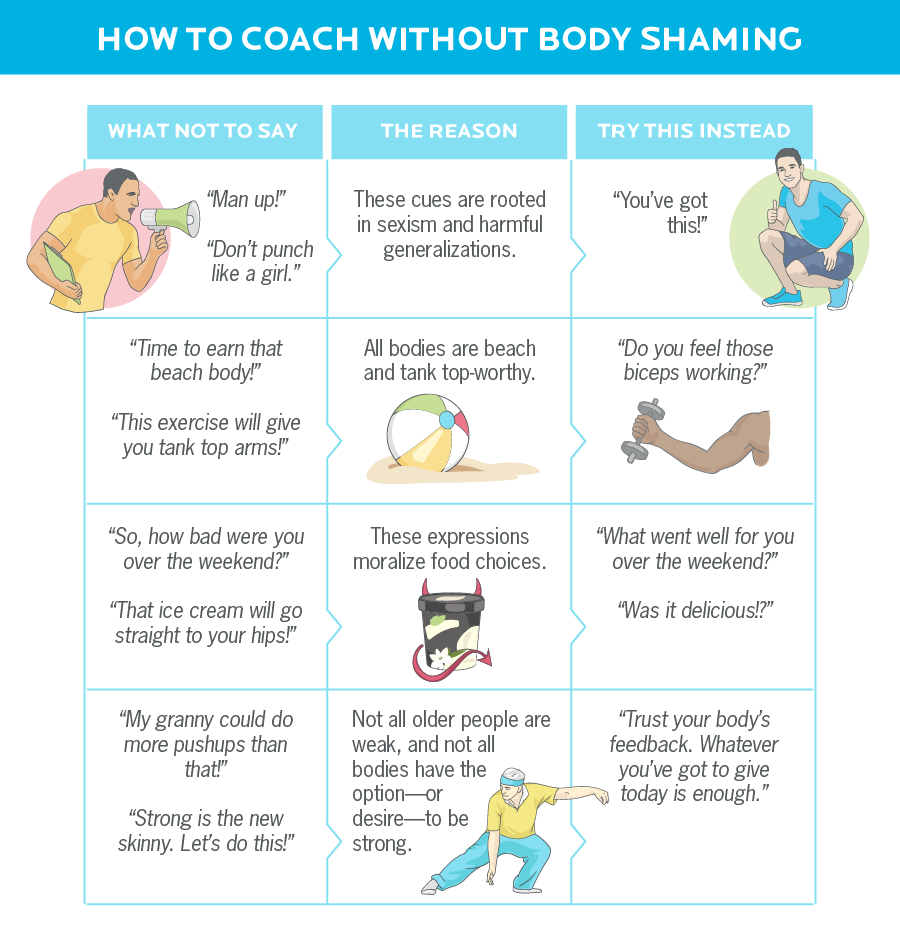 HOW TO COACH WITHOUT BODY SHAMING
WHAT NOT TO SAY
THE REASON
TRY THIS INSTEAD
“Man up!”
“Don’t punch
like a girl.”
These cues are rooted
in sexism and harmful
generalizations.
“You’ve got
this!”
“Time to earn that
beach body!”
“This exercise will give
you tank top arms!”
All bodies are beach
and tank top-worthy.
“Do you feel those
biceps working?”
“So, how bad were you
over the weekend?”
“That ice cream will go
straight to your hips!”
These expressions
moralize food choices.
“What went well for you
over the weekend?”
“Was it delicious!?”
“My granny could do
more pushups than
that!”
“Strong is the new
skinny. Let’s do this!”
Not all older people are
weak, and not all
bodies have the
option—or
desire—to be
strong.
“Trust your body’s
feedback. Whatever
you’ve got to give
today is enough.”